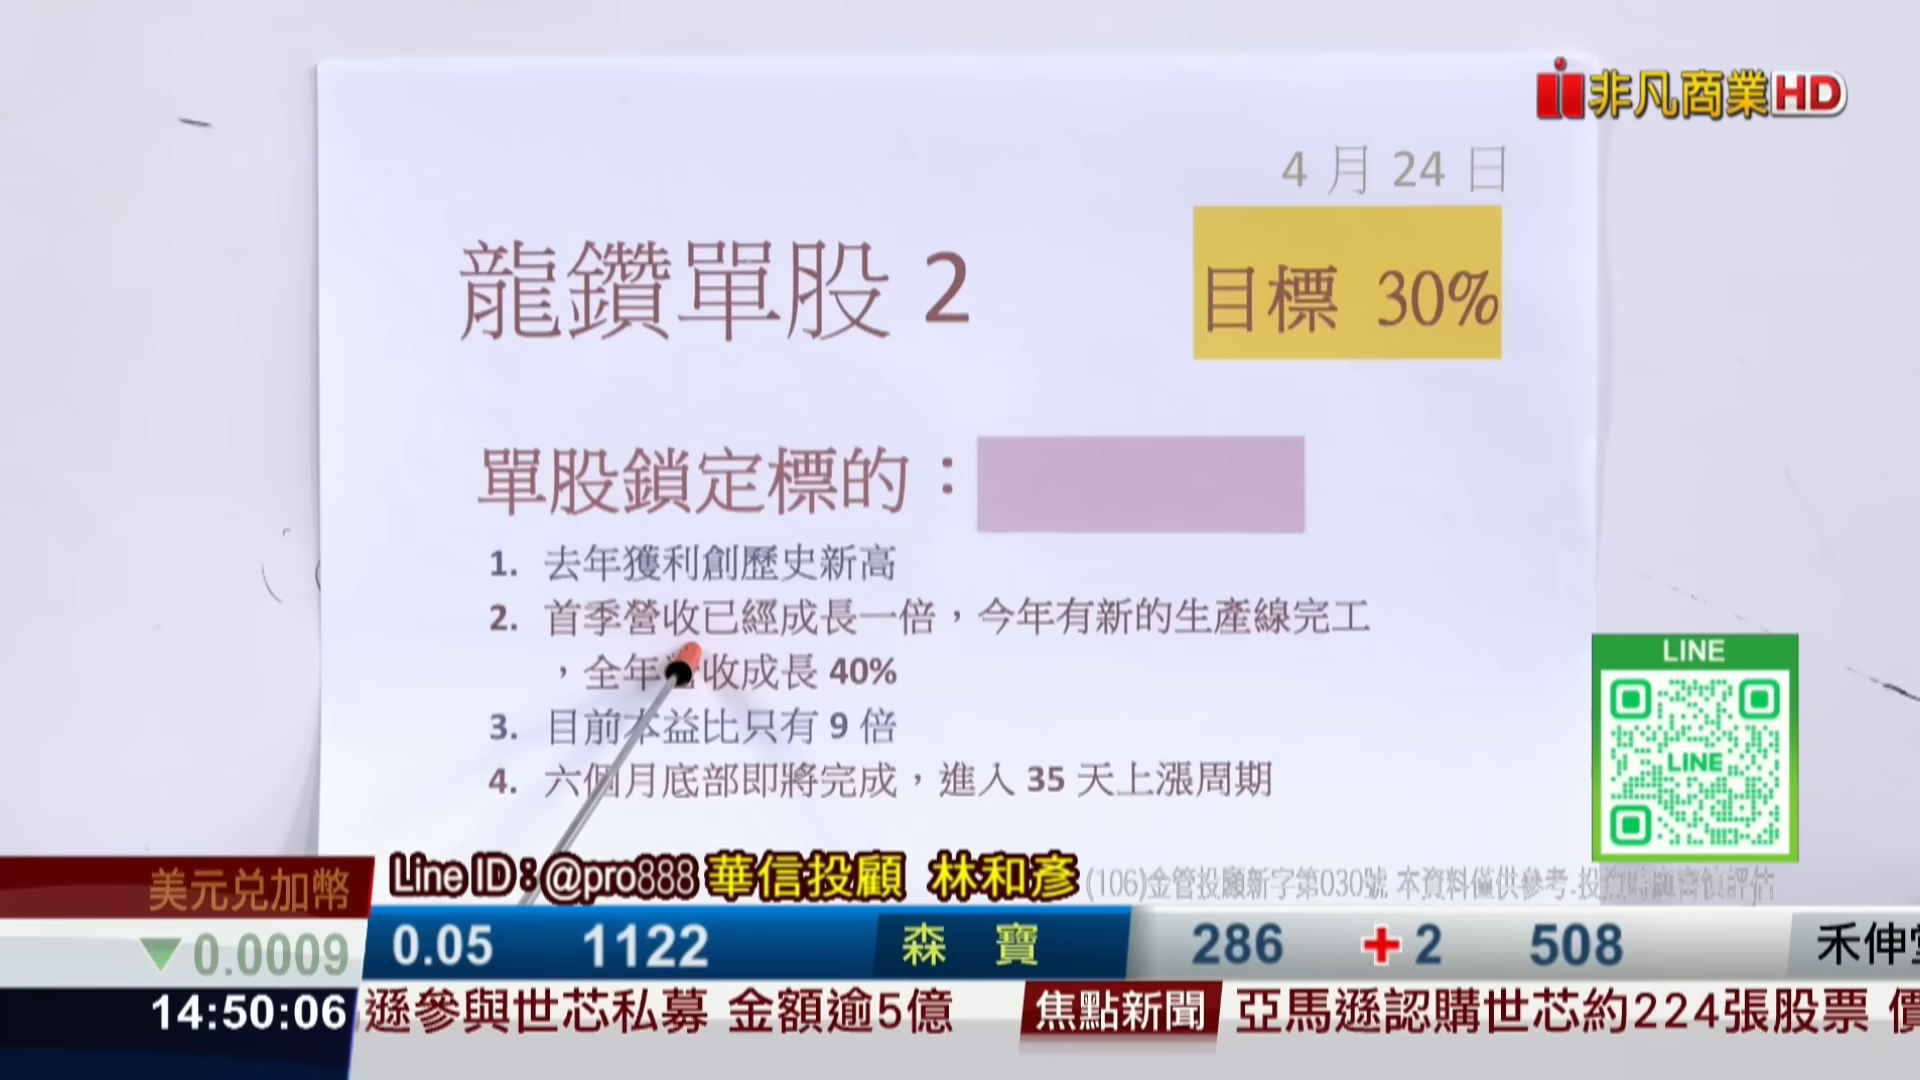 非凡商業HD
4 月 24 日
龍鑽單股 2
目標 30%
單股鎖定標的：
1. 去年獲利創歷史新高
2. 首季營收已經成長一倍，今年有新的生產線完工
，全年營收成長 40%
3. 目前本益比只有 9 倍
4. 六個月底部即將完成，進入 35 天上漲周期
LINE
LINE
Line ID：@pro888 華信投顧 林和彥
(106)金管投顧新字第030號 本資料僅供參考.
美元兑加幣
▼0.0009
0.05 1122 森寶 286 +2 508 禾伸
14:50:06
遜參與世芯私募 金額逾5億 焦點新聞 亞馬遜認購世芯約224張股票